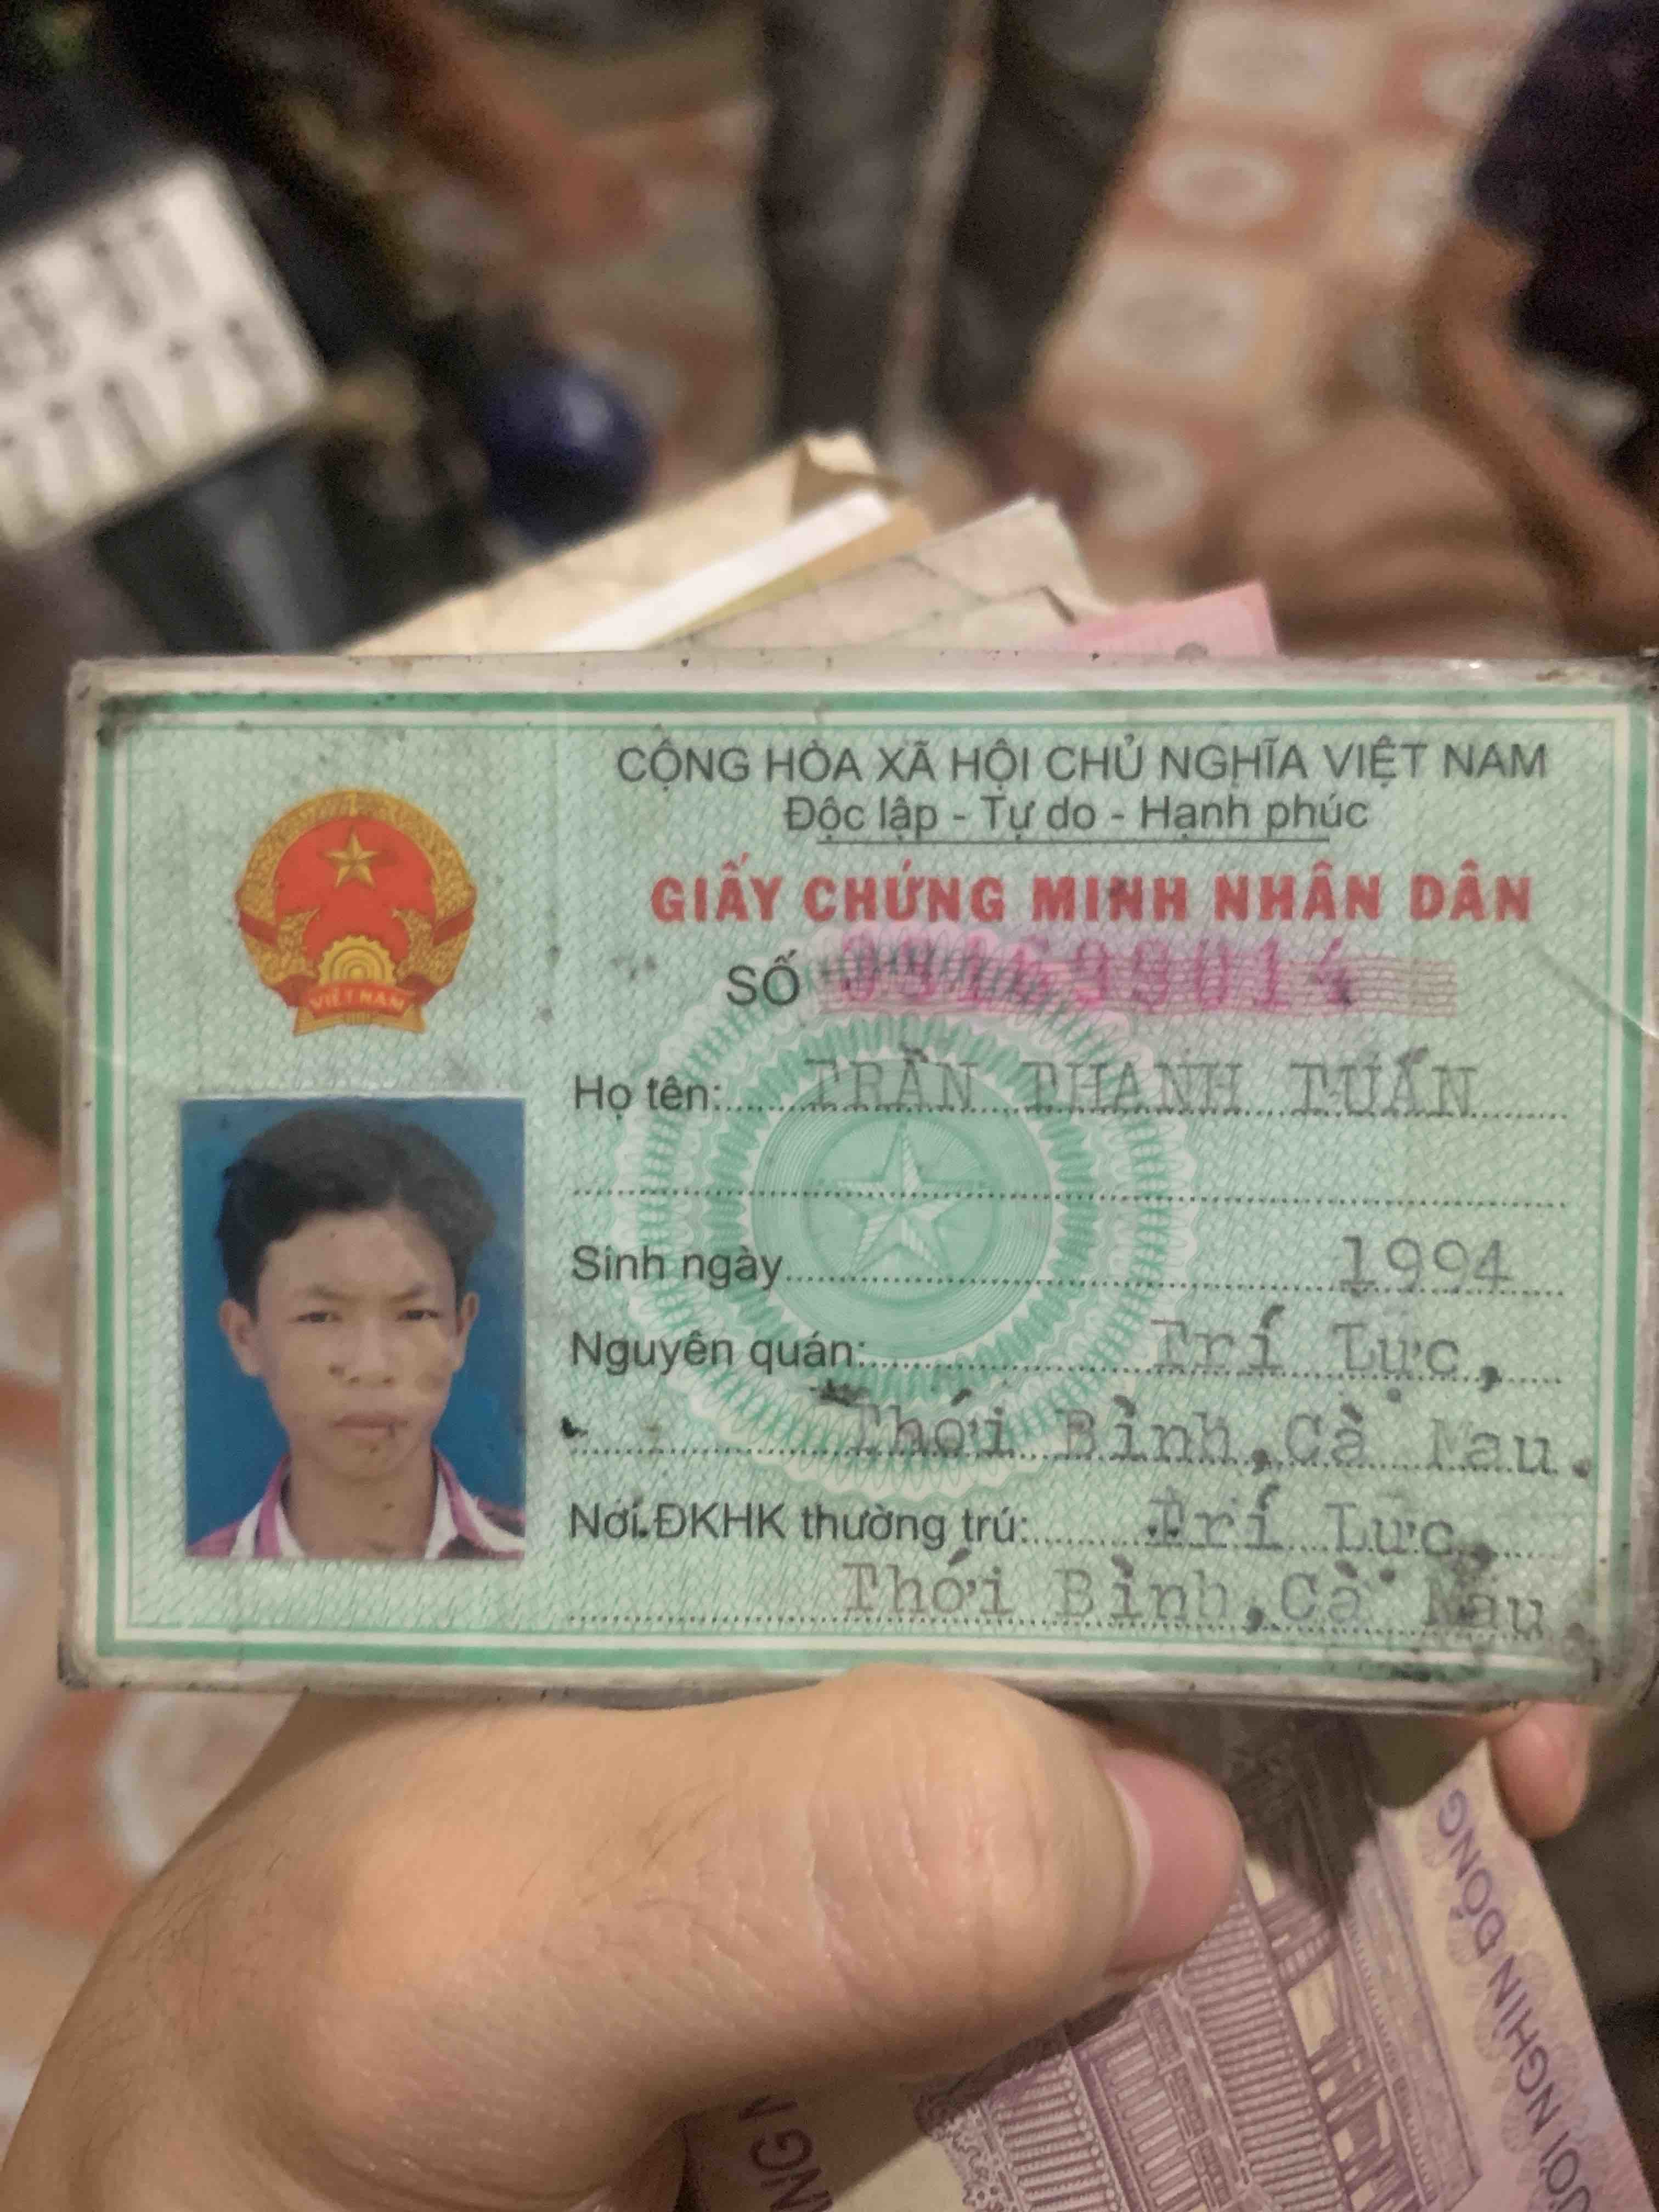 CỘNG HÒA XÃ HỘI CHỦ NGHĨA VIỆT NAM
Độc lập - Tự do - Hạnh phúc
GIẤY CHỨNG MINH NHÂN DÂN
SỐ 381699014
VIỆT NAM
Họ tên: TRẦN THANH TUẤN
Sinh ngày 1994
Nguyên quán: Trí Lực,
Thới Bình, Cà Mau.
Nơi ĐKHK thường trú: Trí Lực,
Thới Bình, Cà Mau.
NGHÌN ĐỒNG